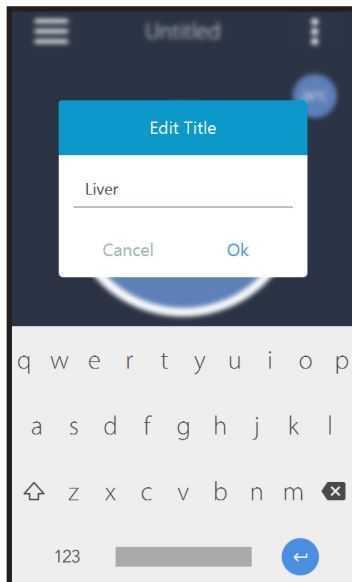 Untitled
Edit Title
Liver
Cancel Ok
q w e r t y u i o p
a s d f g h j k l
z x c v b n m
123